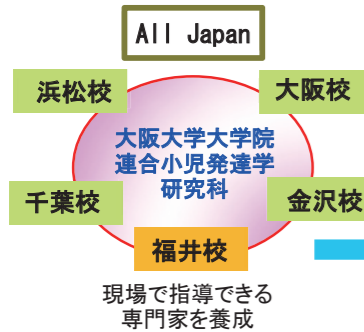 All Japan
浜松校
大阪校
大阪大学大学院
連合小児発達学
研究科
千葉校
金沢校
福井校
現場で指導できる
専門家を養成